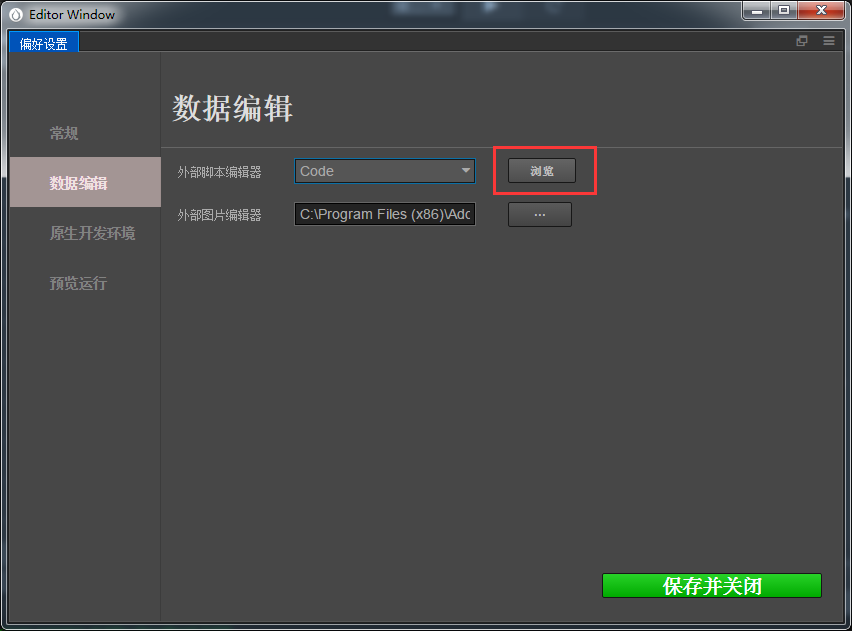 Editor Window
偏好设置
常规
数据编辑
原生开发环境
预览运行
数据编辑
外部脚本编辑器 Code 浏览
外部图片编辑器 C:\Program Files (x86)\Adc ...
保存并关闭